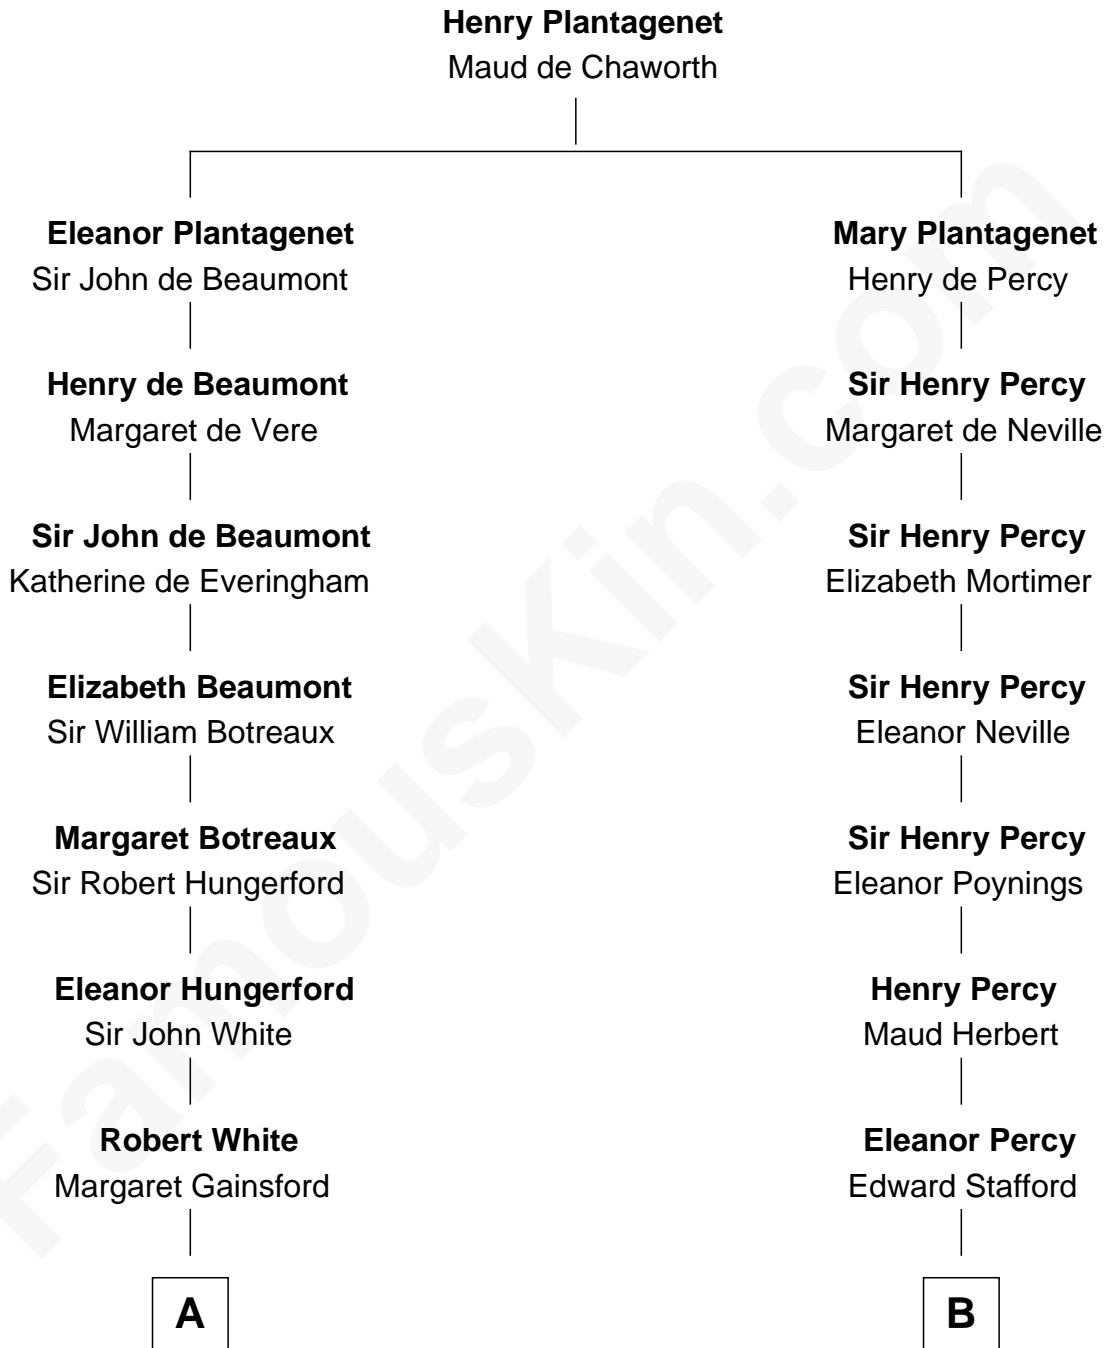 Henry Plantagenet
Maud de Chaworth
Eleanor Plantagenet
Sir John de Beaumont
Mary Plantagenet
Henry de Percy
Henry de Beaumont
Margaret de Vere
Sir Henry Percy
Margaret de Neville
Sir John de Beaumont
Katherine de Everingham
Sir Henry Percy
Elizabeth Mortimer
Elizabeth Beaumont
Sir William Botreaux
Sir Henry Percy
Eleanor Neville
Margaret Botreaux
Sir Robert Hungerford
Sir Henry Percy
Eleanor Poynings
Eleanor Hungerford
Sir John White
Henry Percy
Maud Herbert
Robert White
Margaret Gainsford
Eleanor Percy
Edward Stafford
A
B
FamousKin.com